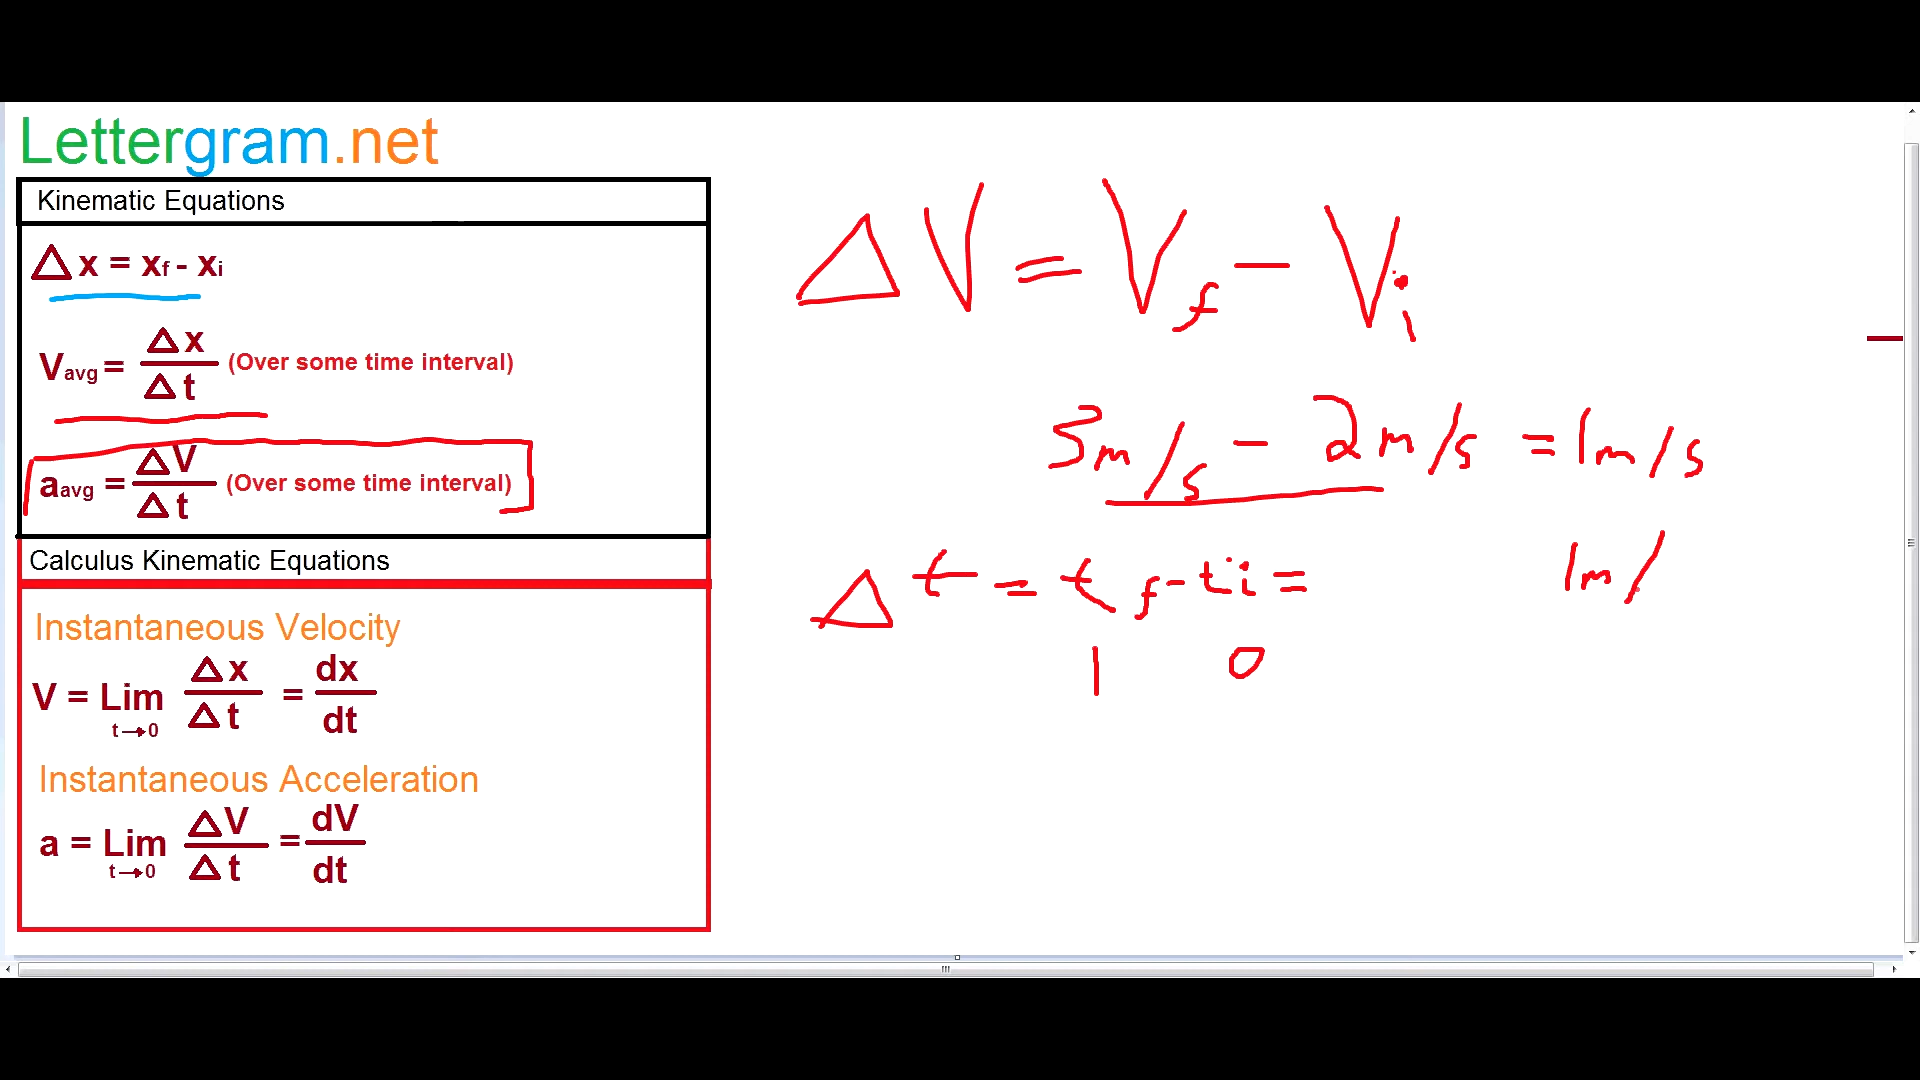 Lettergram.net
Kinematic Equations
Δx = xf - xi
Vavg = Δx / Δt (Over some time interval)
aavg = ΔV / Δt (Over some time interval)
Calculus Kinematic Equations
Instantaneous Velocity
V = Lim t→0 Δx / Δt = dx / dt
Instantaneous Acceleration
a = Lim t→0 ΔV / Δt = dV / dt
ΔV = Vf - Vi
3m/s - 2m/s = 1m/s
Δt = tf - ti =
1m/
1 0